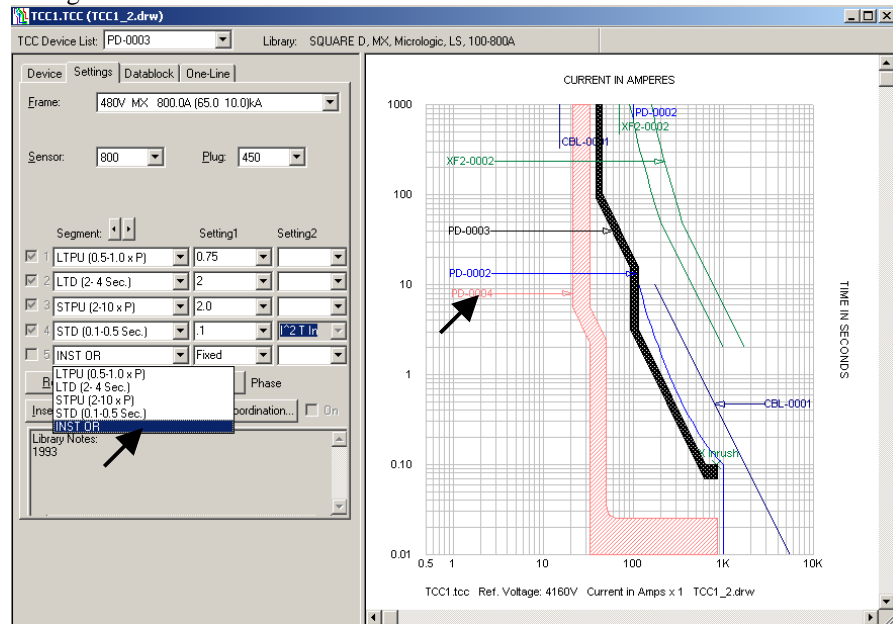 TCC1.TCC (TCC1_2.drw)
TCC Device List: PD-0003 Library: SQUARE D, MX, Micrologic, LS, 100-800A
Device Settings Datablock One-Line
Frame: 480V MX 800.0A (65.0 10.0)kA
Sensor: 800 Plug: 450
Segment: Setting1 Setting2
1 LTPU (0.5-1.0 x P) 0.75
2 LTD (2- 4 Sec.) 2
3 STPU (2-10 x P) 2.0
4 STD (0.1-0.5 Sec.) .1 I^2 T In
5 INST OR Fixed
LTPU (0.5-1.0 x P)
LTD (2- 4 Sec.)
STPU (2-10 x P)
STD (0.1-0.5 Sec.)
INST OR
Phase
On
Library Notes:
1993
CURRENT IN AMPERES
1000
100
10
1
0.10
0.01
0.5 1 10 100 1K 10K
PD-0002
XF2-0002
CBL-0001
XF2-0002
PD-0003
PD-0002
PD-0004
CBL-0001
Inrush
TIME IN SECONDS
TCC1.tcc Ref. Voltage: 4160V Current in Amps x 1 TCC1_2.drw